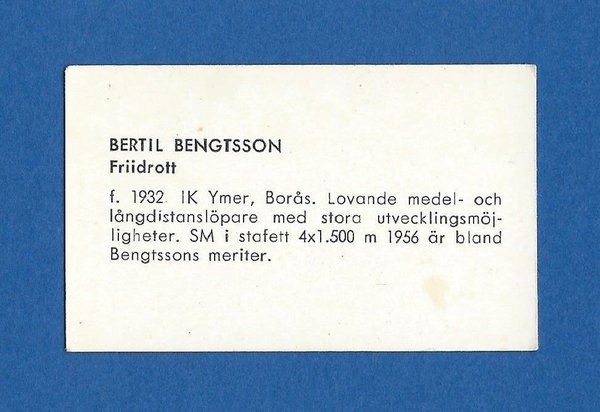 BERTIL BENGTSSON
Friidrott
f. 1932 IK Ymer, Borås. Lovande medel- och
långdistanslöpare med stora utvecklingsmöj-
ligheter. SM i stafett 4x1.500 m 1956 är bland
Bengtssons meriter.